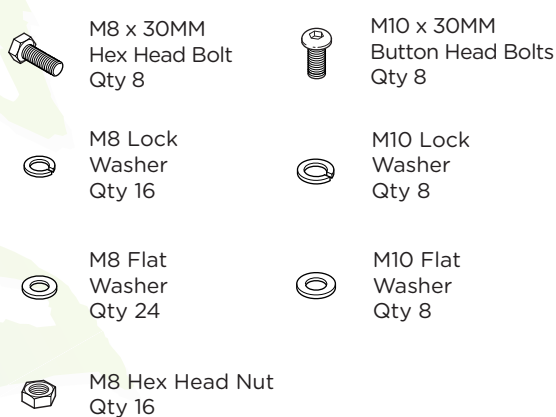 M8 x 30MM
Hex Head Bolt
Qty 8
M10 x 30MM
Button Head Bolts
Qty 8
M8 Lock
Washer
Qty 16
M10 Lock
Washer
Qty 8
M8 Flat
Washer
Qty 24
M10 Flat
Washer
Qty 8
M8 Hex Head Nut
Qty 16